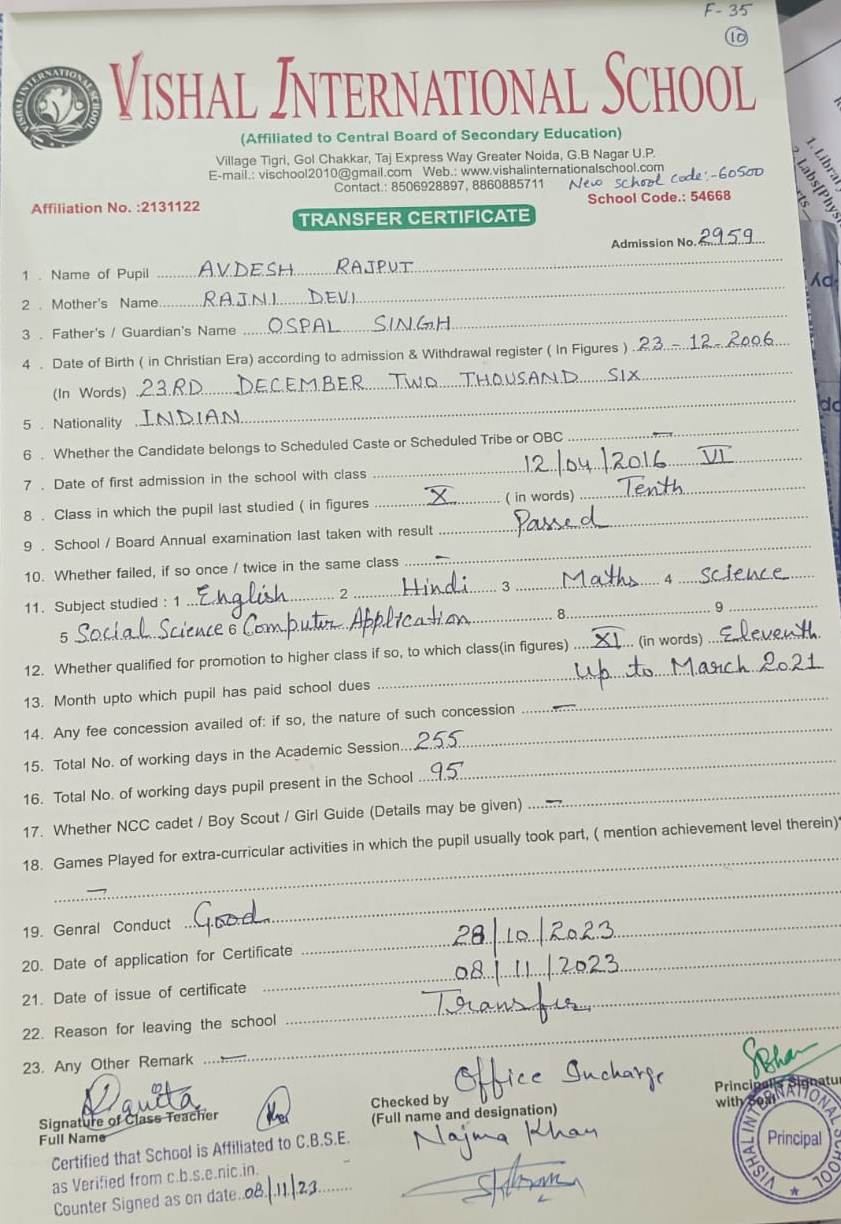 F-35
10
VISHAL INTERNATIONAL SCHOOL
(Affiliated to Central Board of Secondary Education)
Village Tigri, Gol Chakkar, Taj Express Way Greater Noida, G.B Nagar U.P.
E-mail.: vischool2010@gmail.com Web.: www.vishalinternationalschool.com
Contact.: 8506928897, 8860885711 New school code:-60500
Affiliation No. :2131122 School Code.: 54668
TRANSFER CERTIFICATE
Admission No. 2959
1 . Name of Pupil AVDESH RAJPUT
2 . Mother's Name RAJNI DEVI
3 . Father's / Guardian's Name OSPAL SINGH
4 . Date of Birth ( in Christian Era) according to admission & Withdrawal register ( In Figures ) 23-12-2006
(In Words) 23RD DECEMBER TWO THOUSAND SIX
5 . Nationality INDIAN
6 . Whether the Candidate belongs to Scheduled Caste or Scheduled Tribe or OBC -
7 . Date of first admission in the school with class 12/04/2016 VI
8 . Class in which the pupil last studied ( in figures X ( in words) Tenth
9 . School / Board Annual examination last taken with result Passed
10. Whether failed, if so once / twice in the same class -
11. Subject studied : 1 English 2 Hindi 3 Maths 4 science
5 Social Science 6 Computer Application 8 9
12. Whether qualified for promotion to higher class if so, to which class(in figures) XI (in words) Eleventh
13. Month upto which pupil has paid school dues Up to March 2021
14. Any fee concession availed of: if so, the nature of such concession -
15. Total No. of working days in the Academic Session 255
16. Total No. of working days pupil present in the School 95
17. Whether NCC cadet / Boy Scout / Girl Guide (Details may be given) -
18. Games Played for extra-curricular activities in which the pupil usually took part, ( mention achievement level therein)*
-
19. Genral Conduct Good
20. Date of application for Certificate 28/10/2023
21. Date of issue of certificate 08/11/2023
22. Reason for leaving the school Transfer
23. Any Other Remark -
Signature of Class Teacher
Full Name
Checked by Office Incharge
(Full name and designation)
Najma Khan
Principal's Signatu
with Seal
VISHAL INTERNATIONAL SCHOOL
Principal
Certified that School is Affiliated to C.B.S.E.
as Verified from c.b.s.e.nic.in.
Counter Signed as on date 08/11/23
1. Librar
Labs[Phys